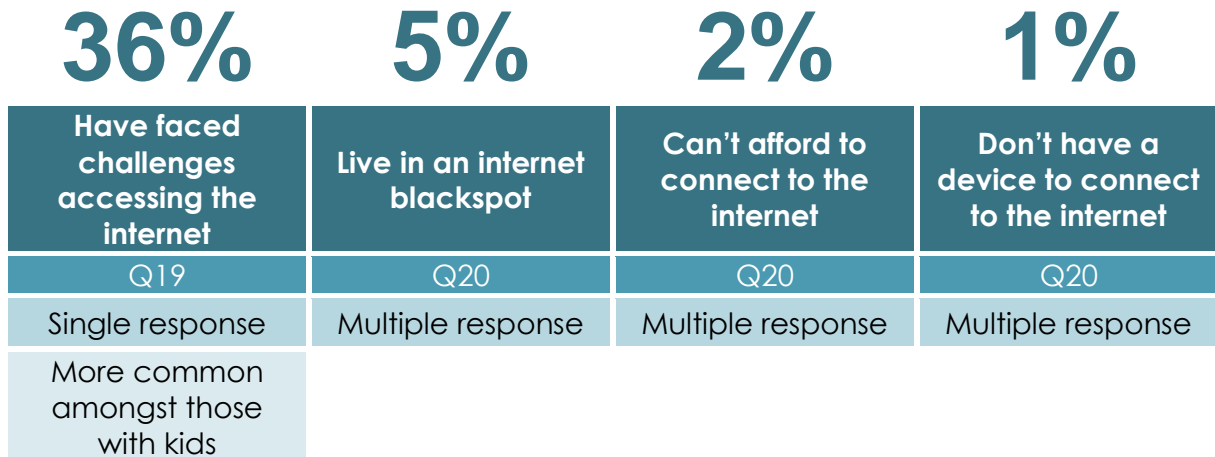 36%
5%
2%
1%
Have faced
challenges
accessing the
internet
Live in an internet
blackspot
Can't afford to
connect to the
internet
Don't have a
device to connect
to the internet
Q19
Q20
Q20
Q20
Single response
Multiple response
Multiple response
Multiple response
More common
amongst those
with kids